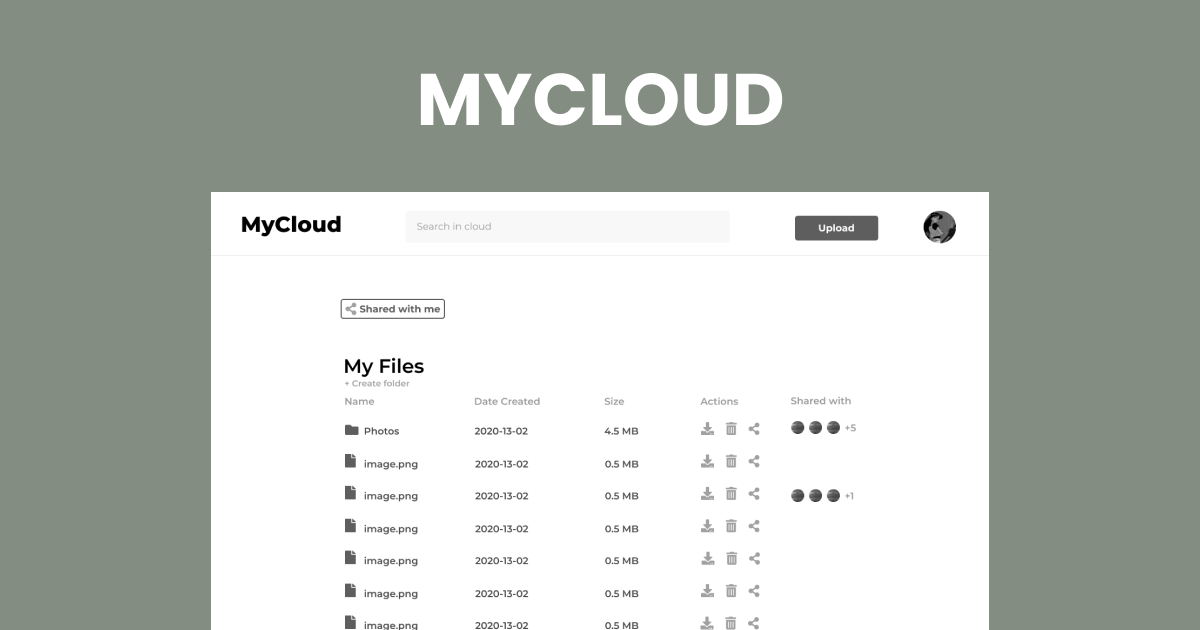 MYCLOUD
MyCloud Search in cloud Upload
Shared with me
My Files
+ Create folder
Name Date Created Size Actions Shared with
Photos 2020-13-02 4.5 MB +5
image.png 2020-13-02 0.5 MB
image.png 2020-13-02 0.5 MB +1
image.png 2020-13-02 0.5 MB
image.png 2020-13-02 0.5 MB
image.png 2020-13-02 0.5 MB
image.png 2020-13-02 0.5 MB